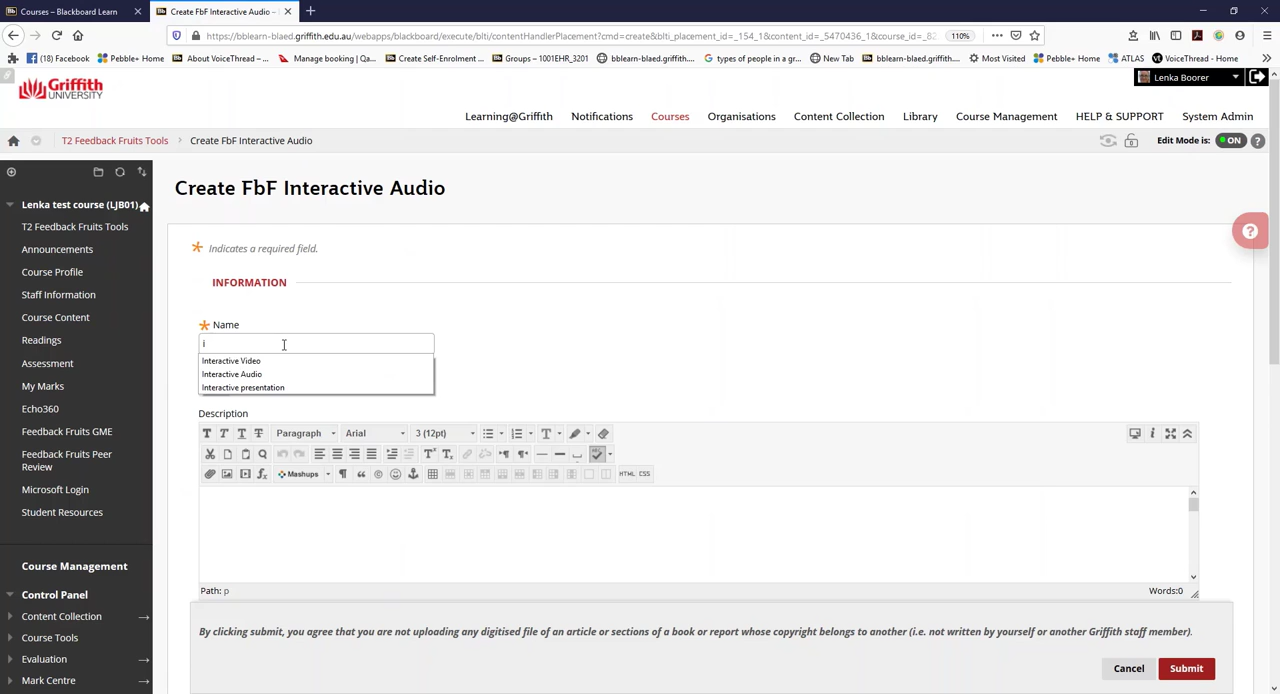 Courses – Blackboard Learn
Create FbF Interactive Audio –
https://bblearn-blaed.griffith.edu.au/webapps/blackboard/execute/blti/contentHandlerPlacement?cmd=create&blti_placement_id=_154_1&content_id=_5470436_1&course_id=_82
110%
(18) Facebook
Pebble+ Home
About VoiceThread – ...
Manage booking | Qa...
Create Self-Enrolment...
Groups – 1001EHR_3201
bblearn-blaed.griffith....
types of people in a gr...
New Tab
bblearn-blaed.griffith....
Most Visited
Pebble+ Home
ATLAS
VoiceThread - Home
Griffith
UNIVERSITY
Lenka Boorer
Learning@Griffith
Notifications
Courses
Organisations
Content Collection
Library
Course Management
HELP & SUPPORT
System Admin
T2 Feedback Fruits Tools
Create FbF Interactive Audio
Edit Mode is:
ON
?
Lenka test course (LJB01)
T2 Feedback Fruits Tools
Announcements
Course Profile
Staff Information
Course Content
Readings
Assessment
My Marks
Echo360
Feedback Fruits GME
Feedback Fruits Peer
Review
Microsoft Login
Student Resources
Course Management
Control Panel
Content Collection
Course Tools
Evaluation
Mark Centre
Create FbF Interactive Audio
Indicates a required field.
INFORMATION
Name
i
Interactive Video
Interactive Audio
Interactive presentation
Description
T T T T Paragraph Arial 3 (12pt)
Mashups
HTML CSS
Path: p
Words:0
By clicking submit, you agree that you are not uploading any digitised file of an article or sections of a book or report whose copyright belongs to another (i.e. not written by yourself or another Griffith staff member).
Cancel
Submit